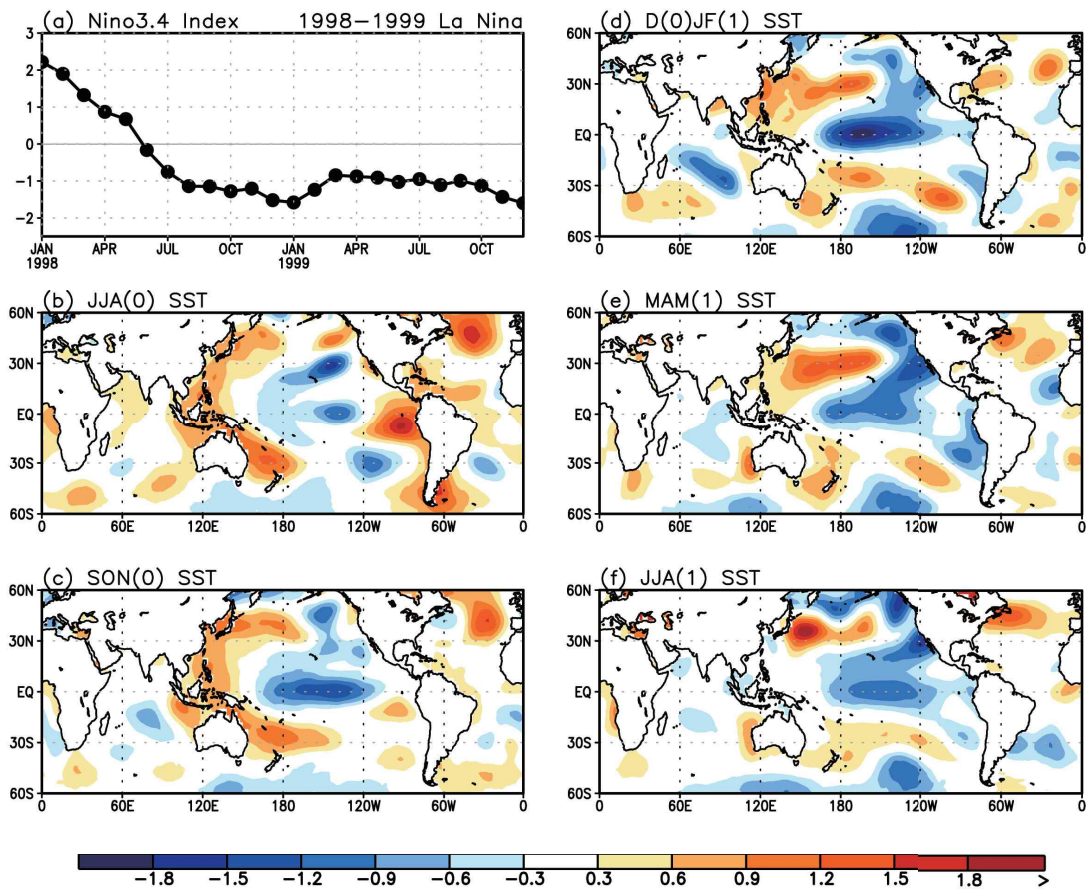 (a) Nino3.4 Index 1998−1999 La Nina
3
2
1
0
−1
−2
JAN APR JUL OCT JAN APR JUL OCT
1998 1999
(b) JJA(0) SST
60N
30N
EQ
30S
60S
0 60E 120E 180 120W 60W 0
(c) SON(0) SST
60N
30N
EQ
30S
60S
0 60E 120E 180 120W 60W 0
(d) D(0)JF(1) SST
60N
30N
EQ
30S
60S
0 60E 120E 180 120W 60W 0
(e) MAM(1) SST
60N
30N
EQ
30S
60S
0 60E 120E 180 120W 60W 0
(f) JJA(1) SST
60N
30N
EQ
30S
60S
0 60E 120E 180 120W 60W 0
−1.8 −1.5 −1.2 −0.9 −0.6 −0.3 0.3 0.6 0.9 1.2 1.5 1.8 >